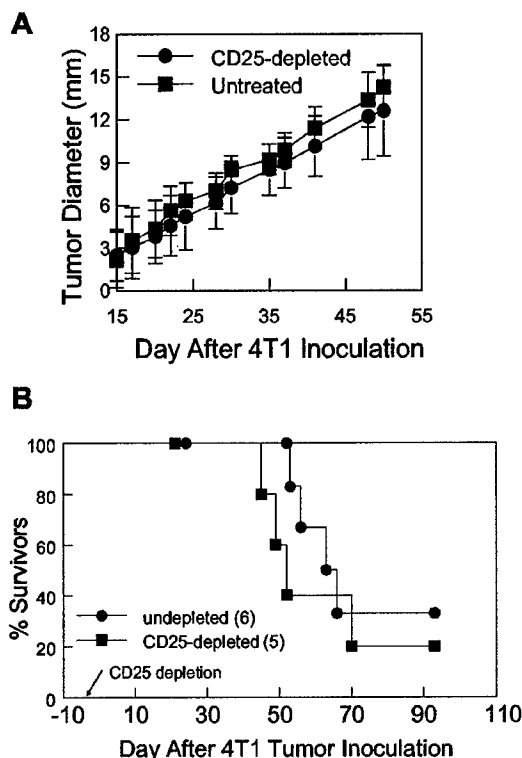 A
Tumor Diameter (mm)
18
15
12
9
6
3
0
CD25-depleted
Untreated
15
25
35
45
55
Day After 4T1 Inoculation
B
% Survivors
100
80
60
40
20
0
undepleted (6)
CD25-depleted (5)
CD25 depletion
-10
10
30
50
70
90
110
Day After 4T1 Tumor Inoculation